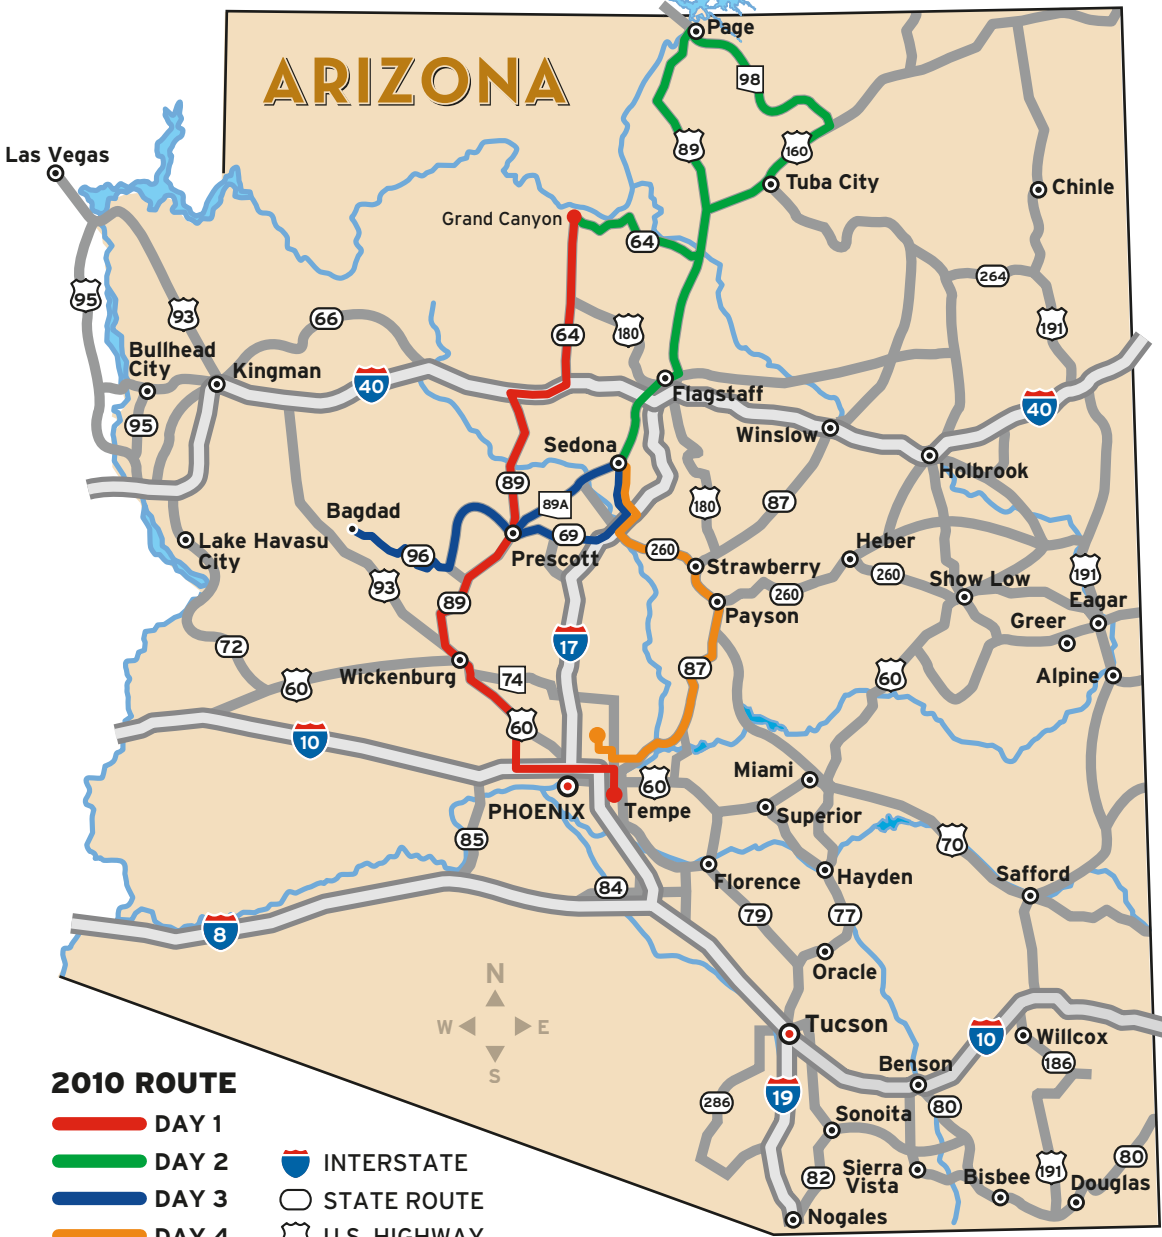 Page
ARIZONA
98
89
160
Las Vegas
Tuba City
Chinle
Grand Canyon
64
264
95
93
66
180
191
64
Bullhead
City
Kingman
40
Flagstaff
40
95
Winslow
Sedona
Holbrook
89
89A
180
87
Bagdad
Lake Havasu
City
96
69
Prescott
260
Heber
Strawberry
260
Show Low
191
93
89
260
Payson
Eagar
Greer
72
17
87
60
Alpine
60
Wickenburg
74
60
10
Miami
60
PHOENIX
Tempe
Superior
85
70
84
Florence
Hayden
Safford
79
77
8
Oracle
N
W
E
S
Tucson
10
Willcox
Benson
186
2010 ROUTE
19
286
80
DAY 1
Sonoita
80
DAY 2
INTERSTATE
Sierra
Vista
82
Bisbee
191
Douglas
DAY 3
STATE ROUTE
Nogales
DAY 4
U.S. HIGHWAY